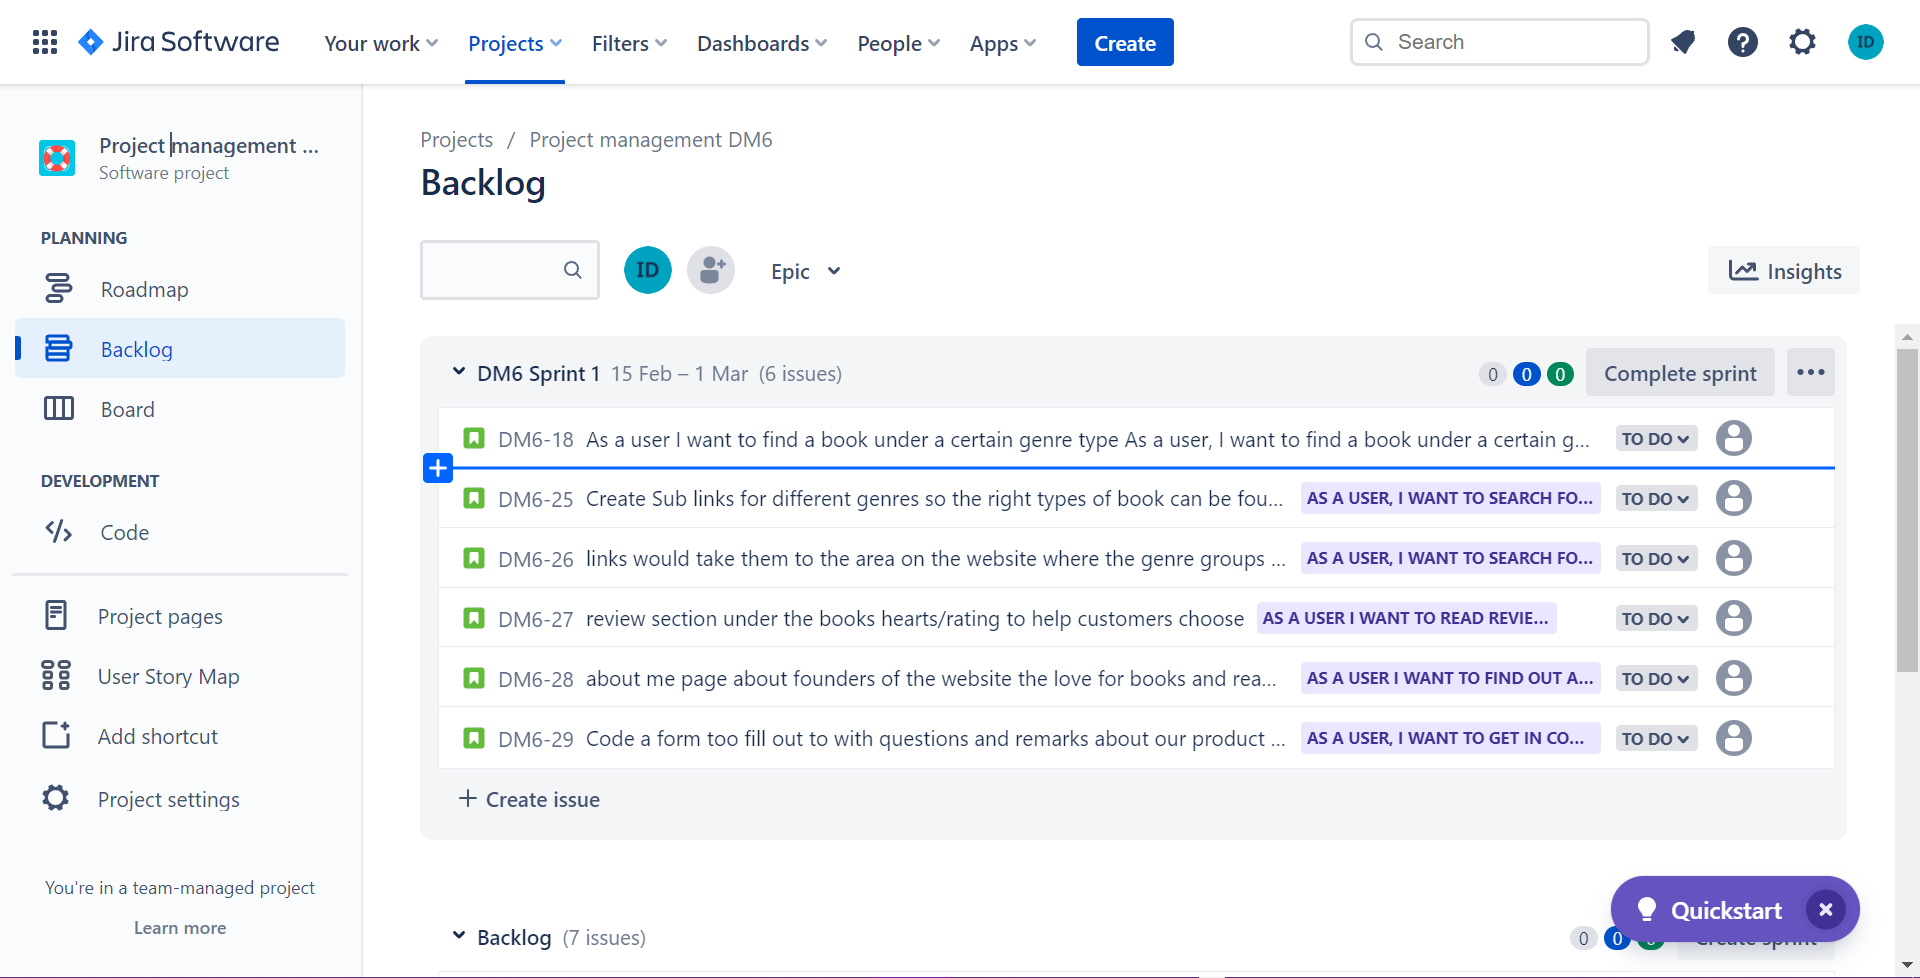 Jira Software Your work Projects Filters Dashboards People Apps Create Search ID
Project management ...
Software project
PLANNING
Roadmap
Backlog
Board
DEVELOPMENT
Code
Project pages
User Story Map
Add shortcut
Project settings
You're in a team-managed project
Learn more
Projects / Project management DM6
Backlog
ID Epic Insights
DM6 Sprint 1 15 Feb – 1 Mar (6 issues) 0 0 0 Complete sprint
DM6-18 As a user I want to find a book under a certain genre type As a user, I want to find a book under a certain g... TO DO
DM6-25 Create Sub links for different genres so the right types of book can be fou... AS A USER, I WANT TO SEARCH FO... TO DO
DM6-26 links would take them to the area on the website where the genre groups ... AS A USER, I WANT TO SEARCH FO... TO DO
DM6-27 review section under the books hearts/rating to help customers choose AS A USER I WANT TO READ REVIE... TO DO
DM6-28 about me page about founders of the website the love for books and rea... AS A USER I WANT TO FIND OUT A... TO DO
DM6-29 Code a form too fill out to with questions and remarks about our product ... AS A USER, I WANT TO GET IN CO... TO DO
Create issue
Quickstart
Backlog (7 issues) 0 0 Create sprint